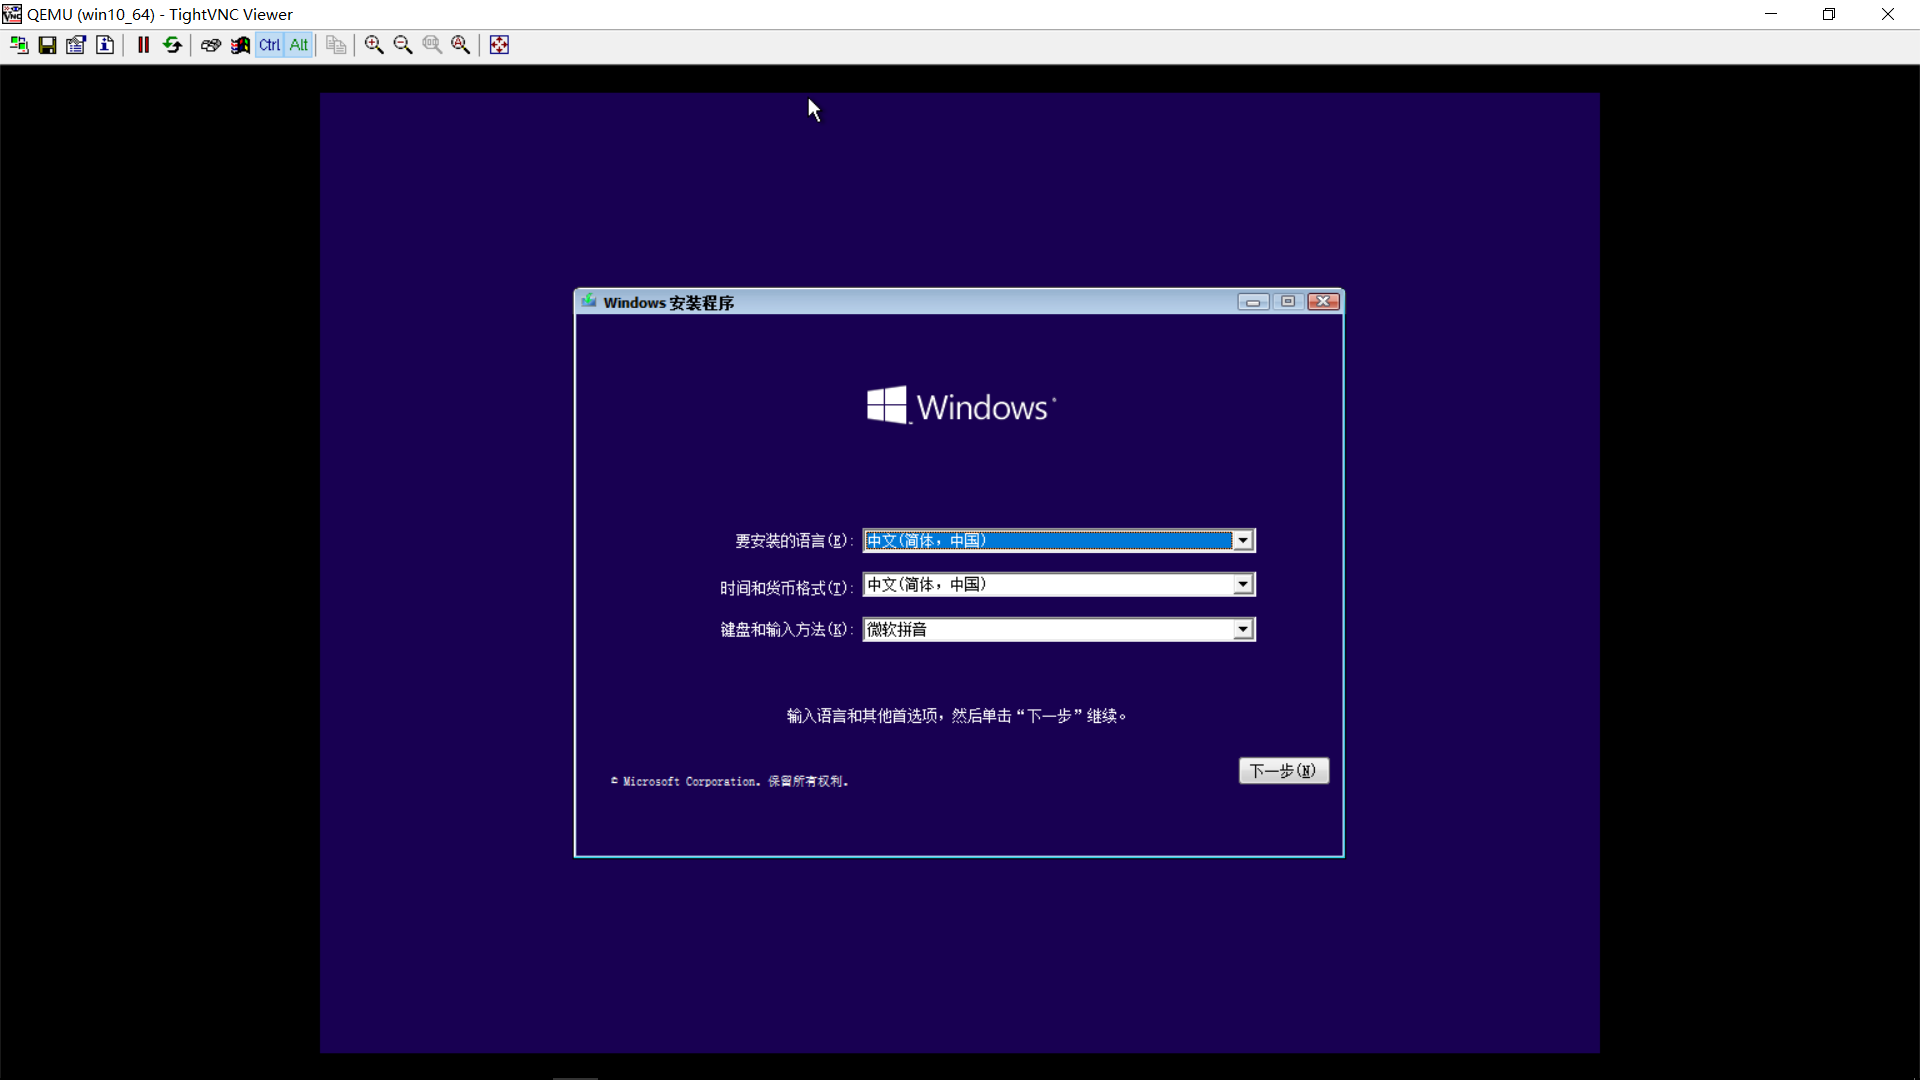 QEMU (win10_64) - TightVNC Viewer
Ctrl Alt
Windows 安装程序
Windows
要安装的语言(E): 中文(简体，中国)
时间和货币格式(T): 中文(简体，中国)
键盘和输入方法(K): 微软拼音
输入语言和其他首选项，然后单击“下一步”继续。
© Microsoft Corporation. 保留所有权利。
下一步(N)